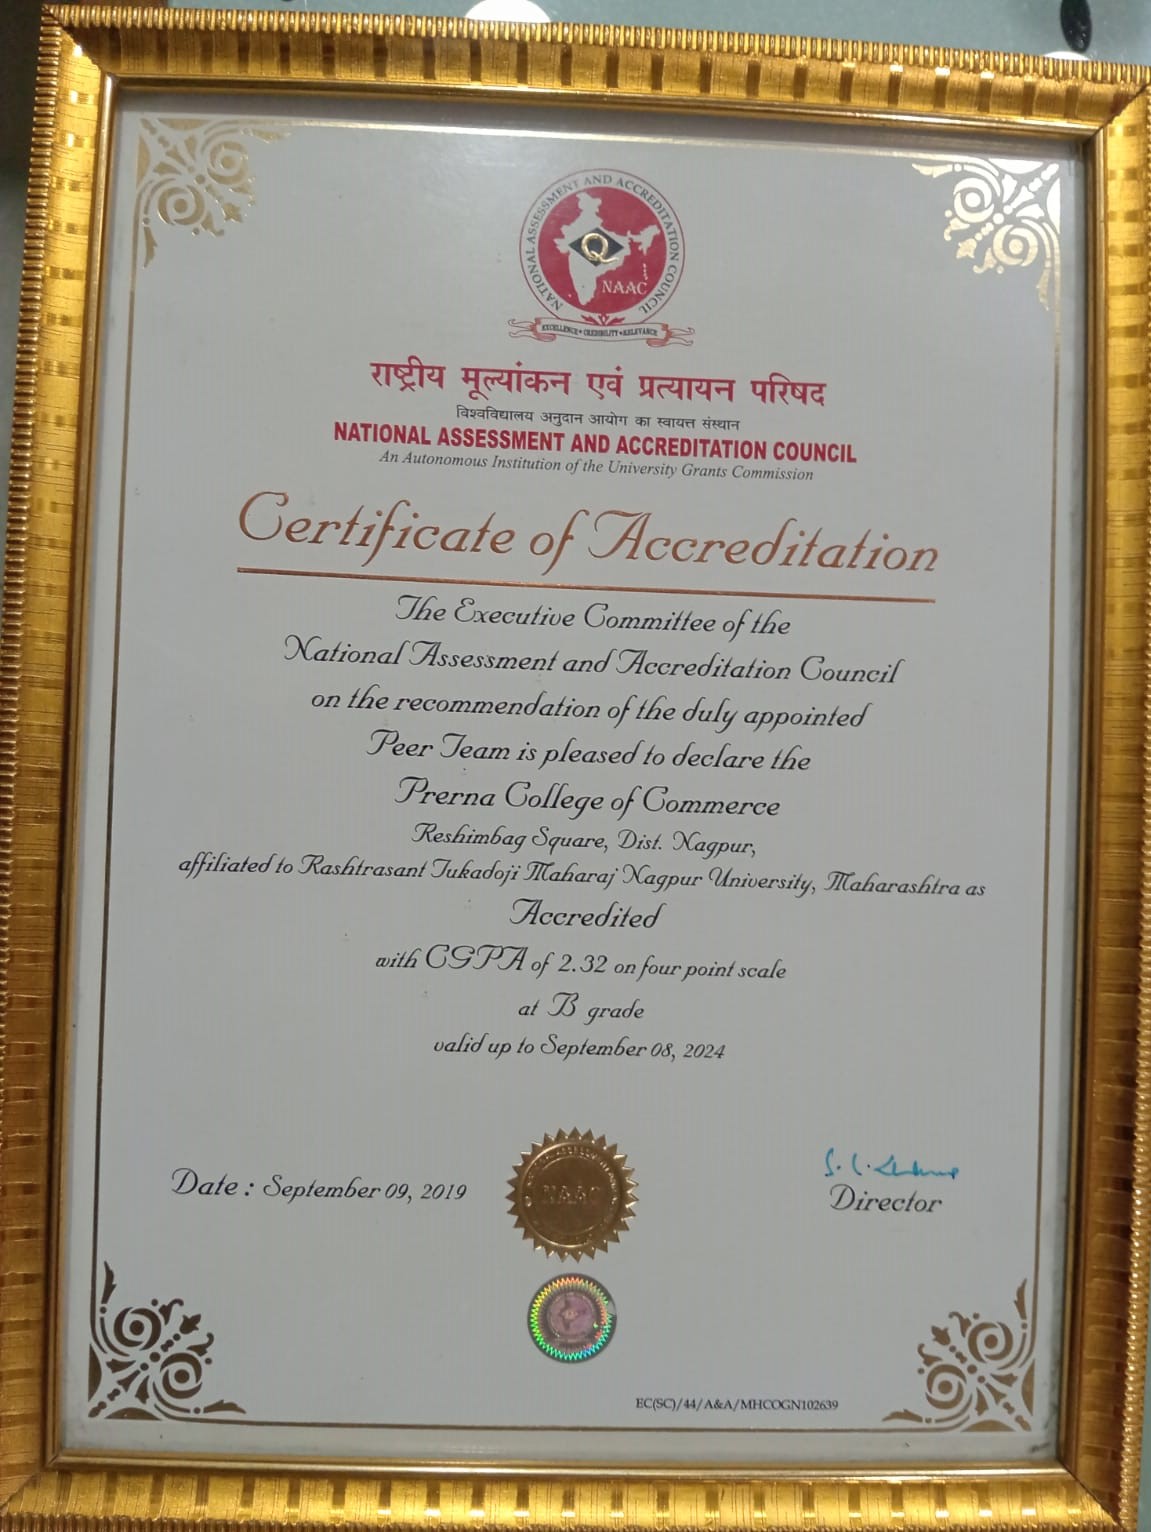 NATIONAL ASSESSMENT AND ACCREDITATION COUNCIL
Q
NAAC
EXCELLENCE • CREDIBILITY • RELEVANCE
राष्ट्रीय मूल्यांकन एवं प्रत्यायन परिषद
विश्वविद्यालय अनुदान आयोग का स्वायत्त संस्थान
NATIONAL ASSESSMENT AND ACCREDITATION COUNCIL
An Autonomous Institution of the University Grants Commission
Certificate of Accreditation
The Executive Committee of the
National Assessment and Accreditation Council
on the recommendation of the duly appointed
Peer Team is pleased to declare the
Prerna College of Commerce
Reshimbag Square, Dist. Nagpur,
affiliated to Rashtrasant Tukadoji Maharaj Nagpur University, Maharashtra as
Accredited
with CGPA of 2.32 on four point scale
at B grade
valid up to September 08, 2024
Date : September 09, 2019
NAAC
Director
EC(SC)/44/A&A/MHCOGN102639